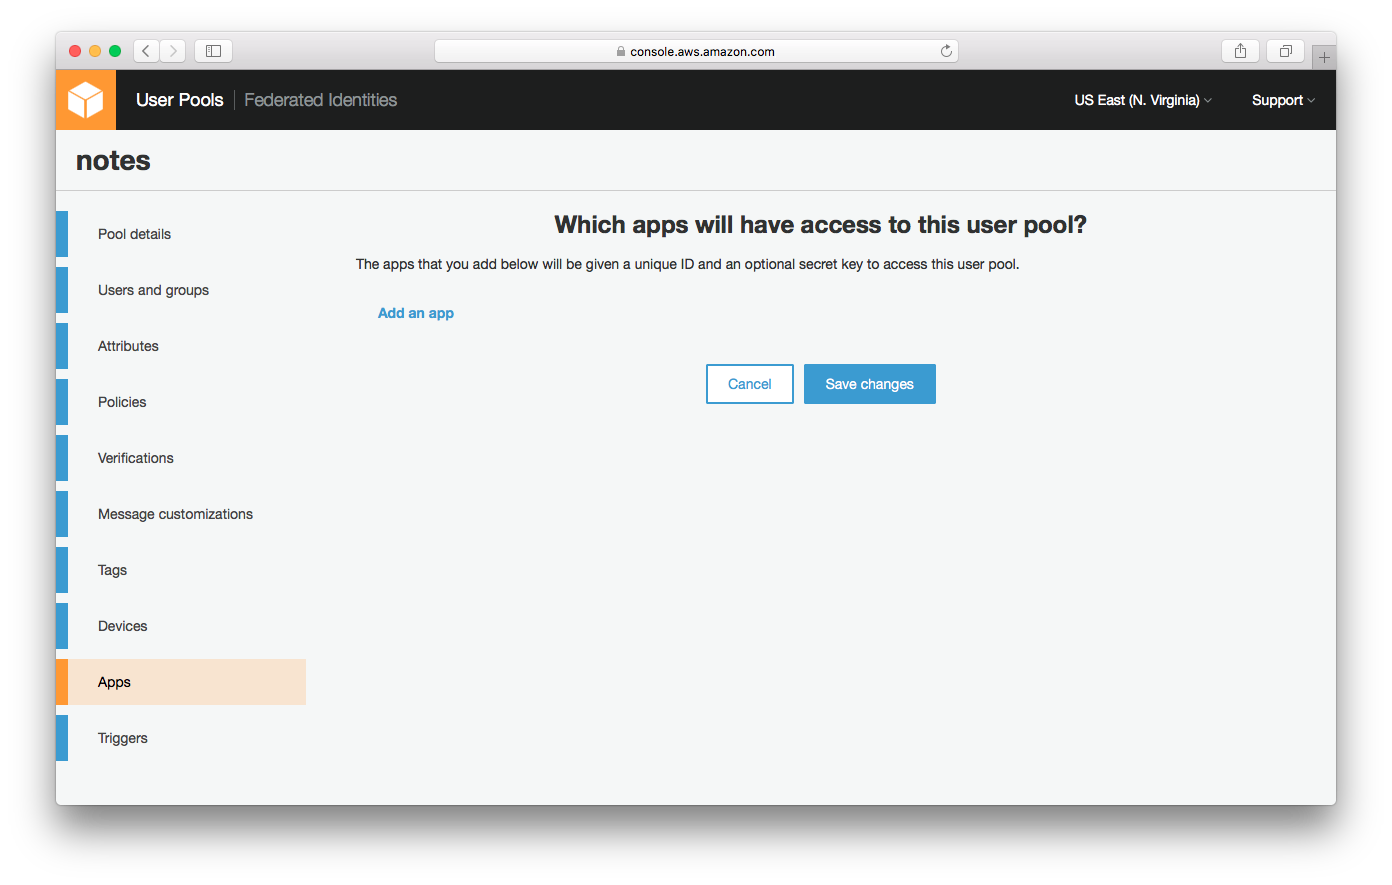 console.aws.amazon.com
User Pools Federated Identities US East (N. Virginia) Support
notes
Pool details
Users and groups
Attributes
Policies
Verifications
Message customizations
Tags
Devices
Apps
Triggers
Which apps will have access to this user pool?
The apps that you add below will be given a unique ID and an optional secret key to access this user pool.
Add an app
Cancel Save changes